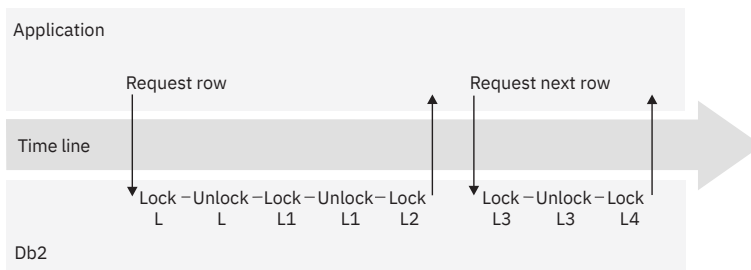 Application
Request row
Request next row
Time line
Lock – Unlock – Lock – Unlock – Lock
L L L1 L1 L2
Lock – Unlock – Lock
L3 L3 L4
Db2